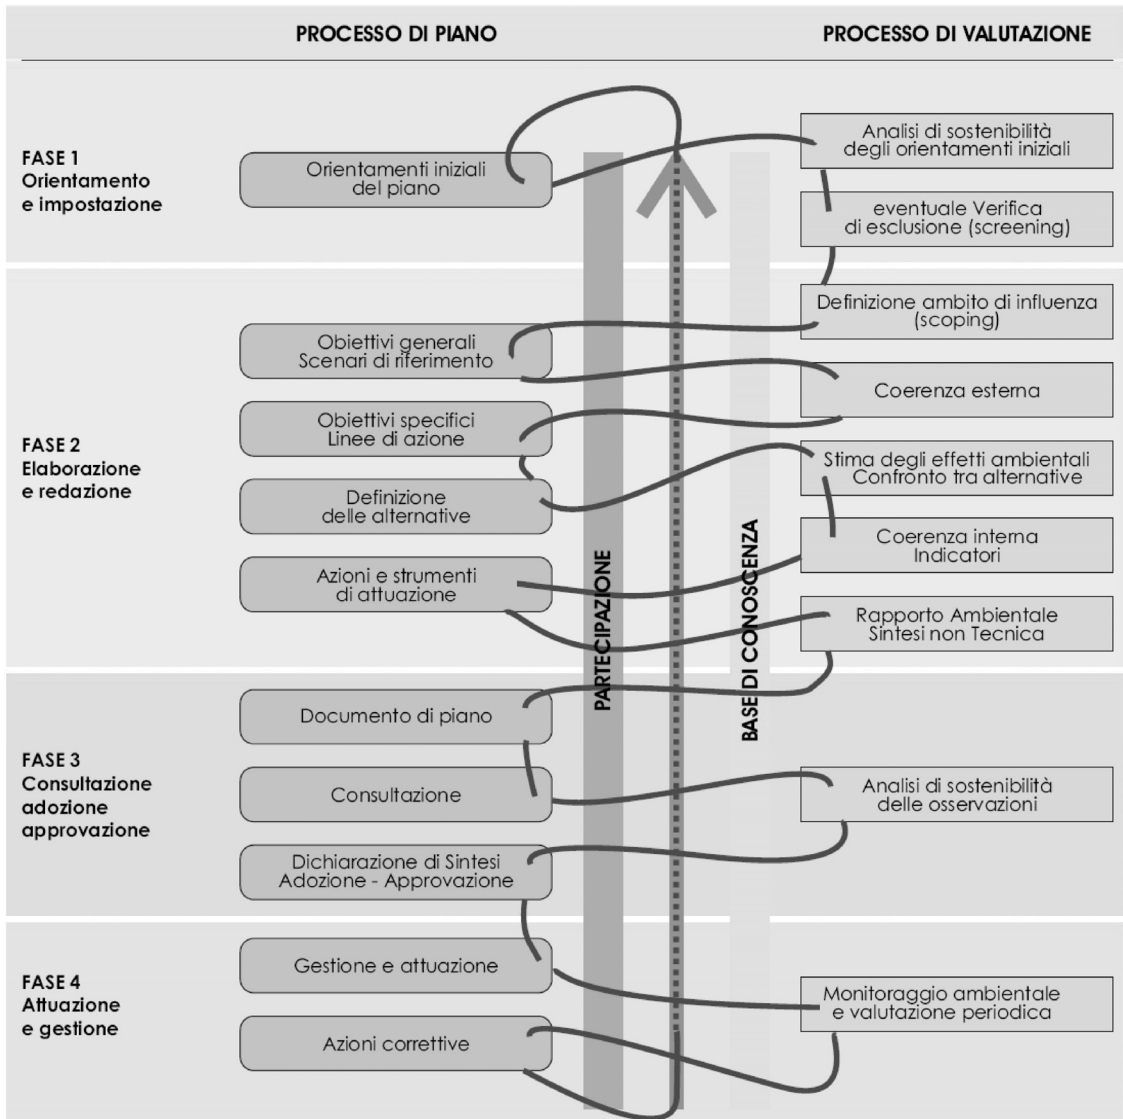 PROCESSO DI PIANO
PROCESSO DI VALUTAZIONE
FASE 1
Orientamento
e impostazione
Orientamenti iniziali
del piano
Analisi di sostenibilità
degli orientamenti iniziali
eventuale Verifica
di esclusione (screening)
FASE 2
Elaborazione
e redazione
Definizione ambito di influenza
(scoping)
Obiettivi generali
Scenari di riferimento
Coerenza esterna
Obiettivi specifici
Linee di azione
Stima degli effetti ambientali
Confronto tra alternative
Definizione
delle alternative
Coerenza interna
Indicatori
Azioni e strumenti
di attuazione
Rapporto Ambientale
Sintesi non Tecnica
PARTECIPAZIONE
BASE DI CONOSCENZA
FASE 3
Consultazione
adozione
approvazione
Documento di piano
Consultazione
Analisi di sostenibilità
delle osservazioni
Dichiarazione di Sintesi
Adozione - Approvazione
FASE 4
Attuazione
e gestione
Gestione e attuazione
Monitoraggio ambientale
e valutazione periodica
Azioni correttive